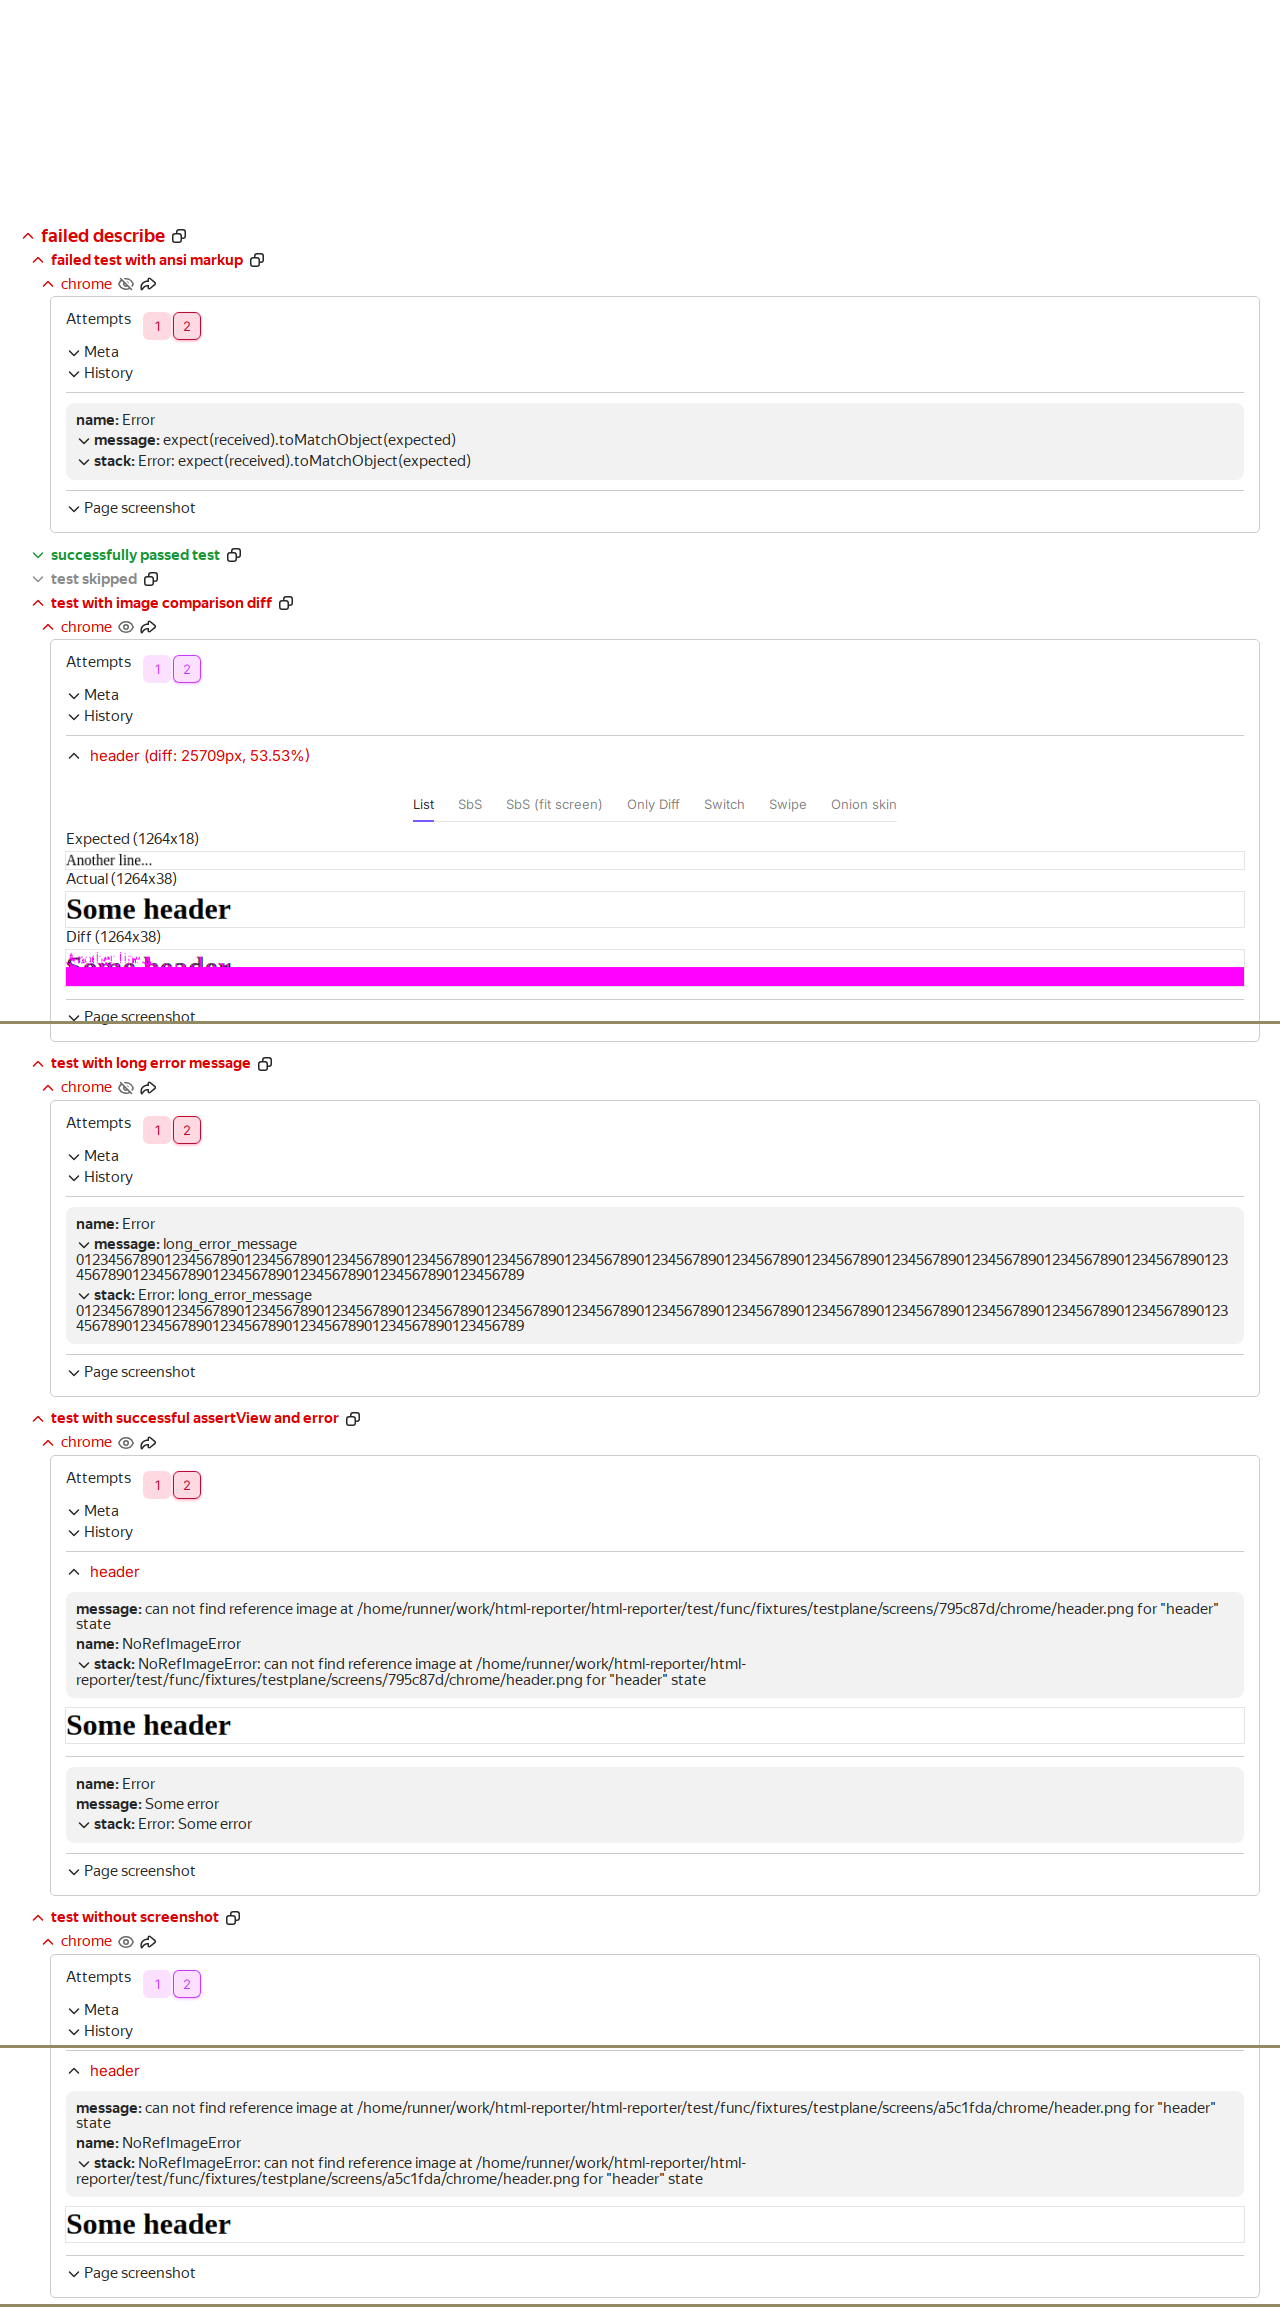 failed describe
failed test with ansi markup
chrome
Attempts 1 2
Meta
History
name: Error
message: expect(received).toMatchObject(expected)
stack: Error: expect(received).toMatchObject(expected)
Page screenshot
successfully passed test
test skipped
test with image comparison diff
chrome
Attempts 1 2
Meta
History
header (diff: 25709px, 53.53%)
List SbS SbS (fit screen) Only Diff Switch Swipe Onion skin
Expected (1264x18)
Another line...
Actual (1264x38)
Some header
Diff (1264x38)
Page screenshot
test with long error message
chrome
Attempts 1 2
Meta
History
name: Error
message: long_error_message
0123456789012345678901234567890123456789012345678901234567890123456789012345678901234567890123456789012345678901234567890123456789012345678901234567890123
45678901234567890123456789012345678901234567890123456789
stack: Error: long_error_message
0123456789012345678901234567890123456789012345678901234567890123456789012345678901234567890123456789012345678901234567890123456789012345678901234567890123
45678901234567890123456789012345678901234567890123456789
Page screenshot
test with successful assertView and error
chrome
Attempts 1 2
Meta
History
header
message: can not find reference image at /home/runner/work/html-reporter/html-reporter/test/func/fixtures/testplane/screens/795c87d/chrome/header.png for "header"
state
name: NoRefImageError
stack: NoRefImageError: can not find reference image at /home/runner/work/html-reporter/html-
reporter/test/func/fixtures/testplane/screens/795c87d/chrome/header.png for "header" state
Some header
name: Error
message: Some error
stack: Error: Some error
Page screenshot
test without screenshot
chrome
Attempts 1 2
Meta
History
header
message: can not find reference image at /home/runner/work/html-reporter/html-reporter/test/func/fixtures/testplane/screens/a5c1fda/chrome/header.png for "header"
state
name: NoRefImageError
stack: NoRefImageError: can not find reference image at /home/runner/work/html-reporter/html-
reporter/test/func/fixtures/testplane/screens/a5c1fda/chrome/header.png for "header" state
Some header
Page screenshot